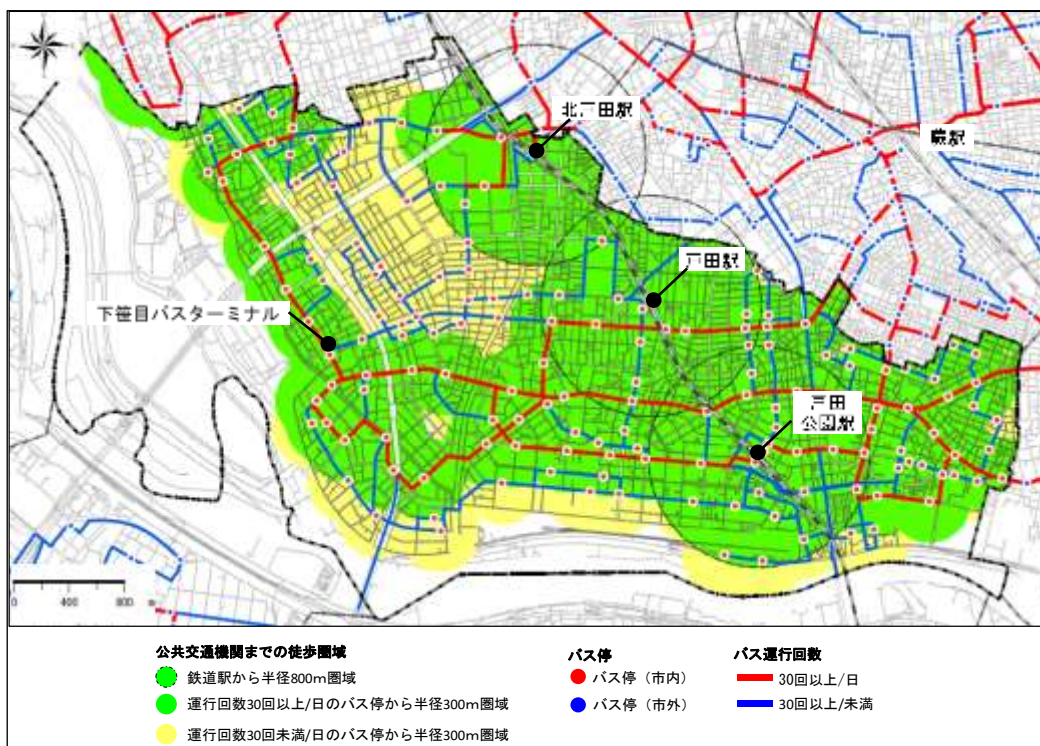 北戸田駅
蕨駅
戸田駅
下笹目バスターミナル
戸田
公園駅
0 400 800 m
公共交通機関までの徒歩圏域
鉄道駅から半径800m圏域
運行回数30回以上/日のバス停から半径300m圏域
運行回数30回未満/日のバス停から半径300m圏域
バス停
バス停（市内）
バス停（市外）
バス運行回数
30回以上/日
30回以上/未満